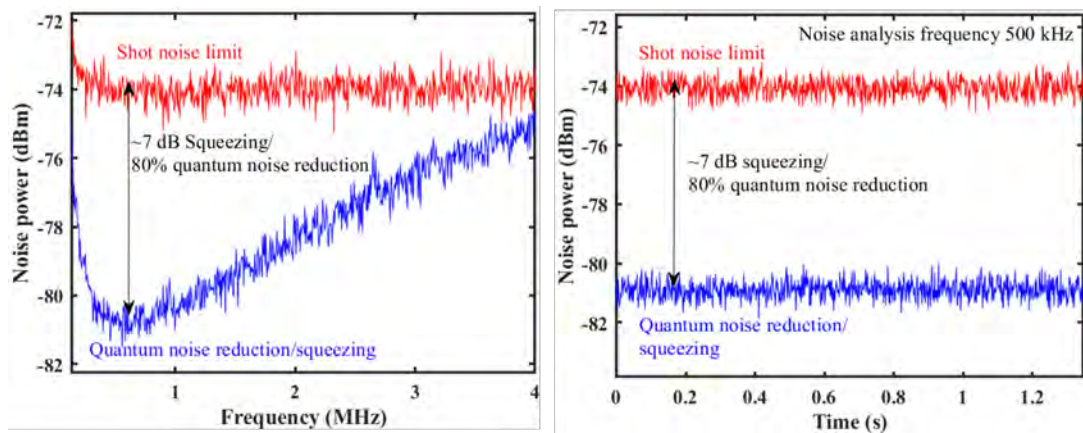 -72
-74
-76
-78
-80
-82
Noise power (dBm)
Shot noise limit
~7 dB Squeezing/
80% quantum noise reduction
Quantum noise reduction/squeezing
1
2
3
4
Frequency (MHz)
-72
-74
-76
-78
-80
-82
Noise power (dBm)
Noise analysis frequency 500 kHz
Shot noise limit
~7 dB squeezing/
80% quantum noise reduction
Quantum noise reduction/
squeezing
0
0.2
0.4
0.6
0.8
1
1.2
Time (s)